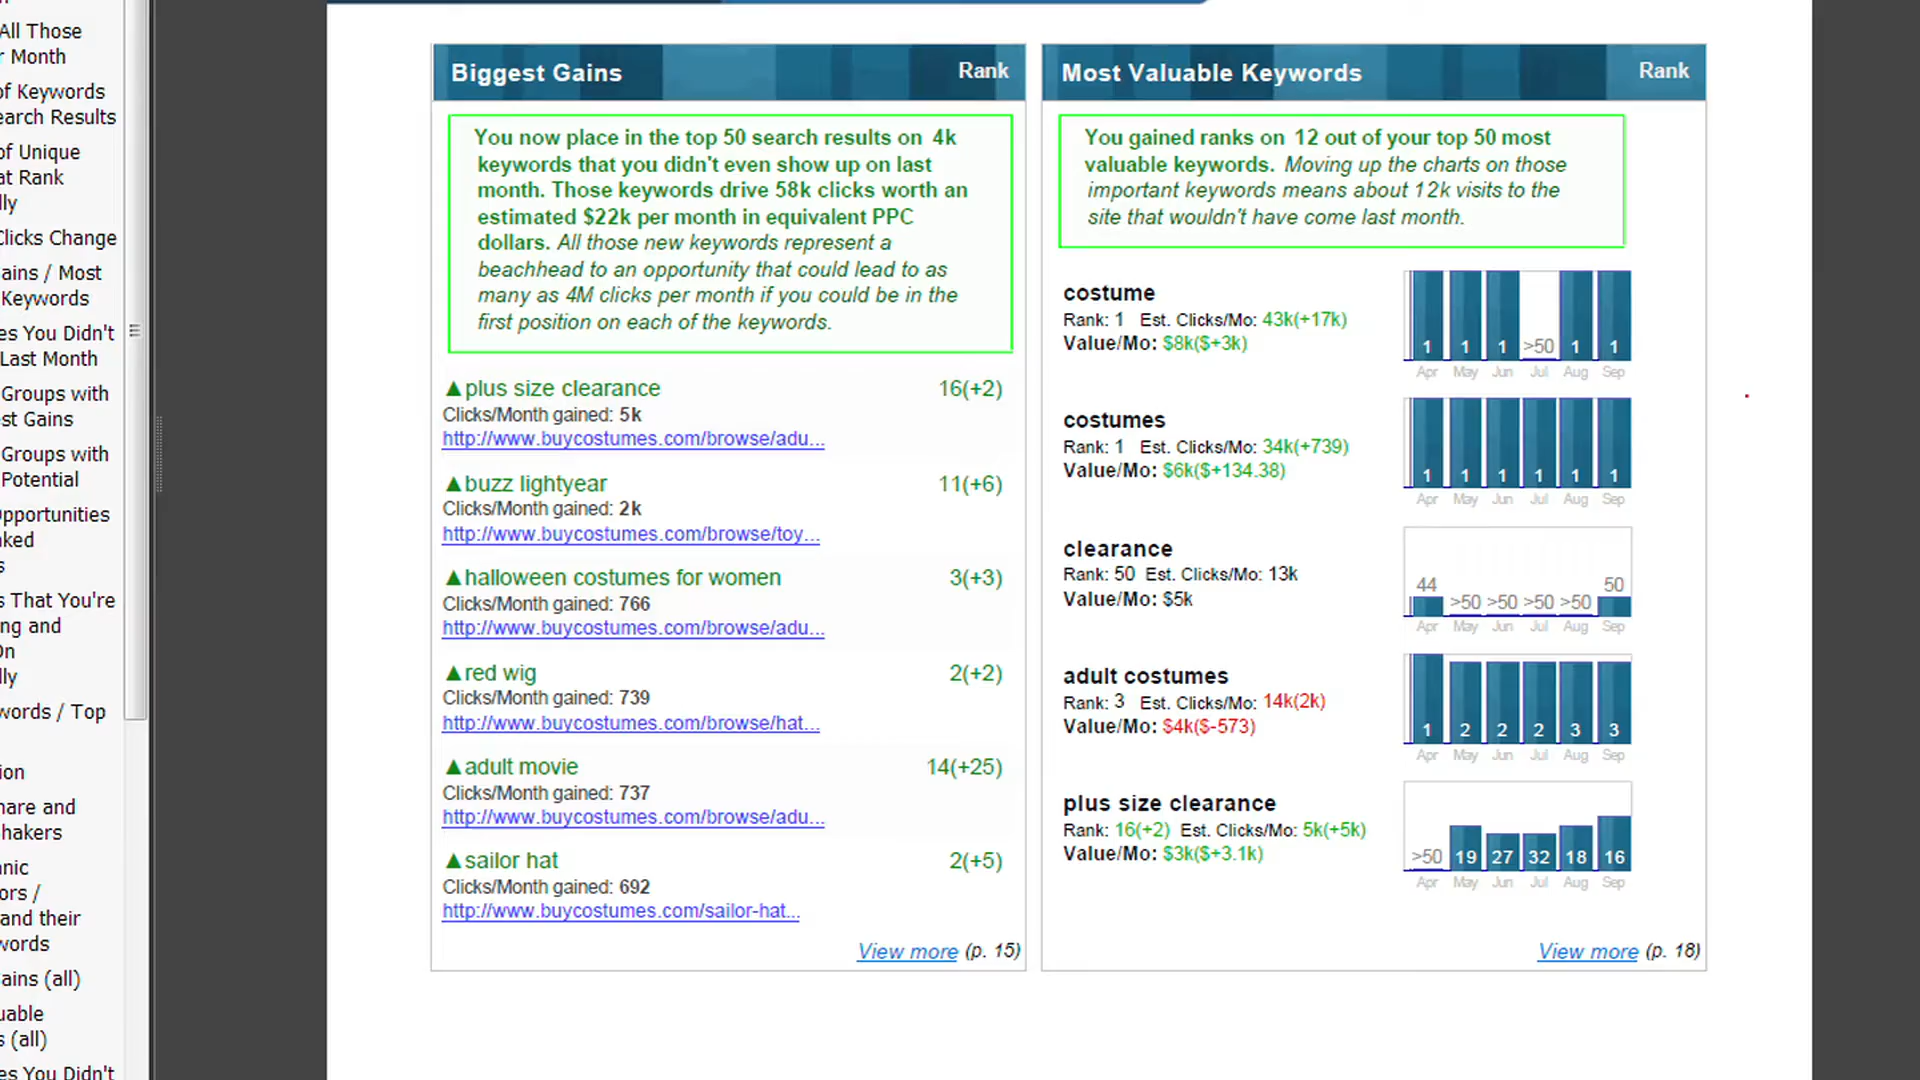 All Those
r Month
of Keywords
earch Results
of Unique
at Rank
lly
Clicks Change
ains / Most
Keywords
es You Didn't
Last Month
Groups with
est Gains
Groups with
Potential
Opportunities
nked
s
s That You're
ng and
On
lly
words / Top
ion
hare and
hakers
nic
ors /
and their
words
Gains (all)
uable
s (all)
es You Didn't
Biggest Gains Rank
You now place in the top 50 search results on 4k
keywords that you didn't even show up on last
month. Those keywords drive 58k clicks worth an
estimated $22k per month in equivalent PPC
dollars. All those new keywords represent a
beachhead to an opportunity that could lead to as
many as 4M clicks per month if you could be in the
first position on each of the keywords.
▲plus size clearance 16(+2)
Clicks/Month gained: 5k
http://www.buycostumes.com/browse/adu...
▲buzz lightyear 11(+6)
Clicks/Month gained: 2k
http://www.buycostumes.com/browse/toy...
▲halloween costumes for women 3(+3)
Clicks/Month gained: 766
http://www.buycostumes.com/browse/adu...
▲red wig 2(+2)
Clicks/Month gained: 739
http://www.buycostumes.com/browse/hat...
▲adult movie 14(+25)
Clicks/Month gained: 737
http://www.buycostumes.com/browse/adu...
▲sailor hat 2(+5)
Clicks/Month gained: 692
http://www.buycostumes.com/sailor-hat...
View more (p. 15)
Most Valuable Keywords Rank
You gained ranks on 12 out of your top 50 most
valuable keywords. Moving up the charts on those
important keywords means about 12k visits to the
site that wouldn't have come last month.
costume
Rank: 1 Est. Clicks/Mo: 43k(+17k)
Value/Mo: $8k($+3k)
1 1 1 >50 1 1
Apr May Jun Jul Aug Sep
costumes
Rank: 1 Est. Clicks/Mo: 34k(+739)
Value/Mo: $6k($+134.38)
1 1 1 1 1 1
Apr May Jun Jul Aug Sep
clearance
Rank: 50 Est. Clicks/Mo: 13k
Value/Mo: $5k
44 >50 >50 >50 >50 50
Apr May Jun Jul Aug Sep
adult costumes
Rank: 3 Est. Clicks/Mo: 14k(2k)
Value/Mo: $4k($-573)
1 2 2 2 3 3
Apr May Jun Jul Aug Sep
plus size clearance
Rank: 16(+2) Est. Clicks/Mo: 5k(+5k)
Value/Mo: $3k($+3.1k)
>50 19 27 32 18 16
Apr May Jun Jul Aug Sep
View more (p. 18)